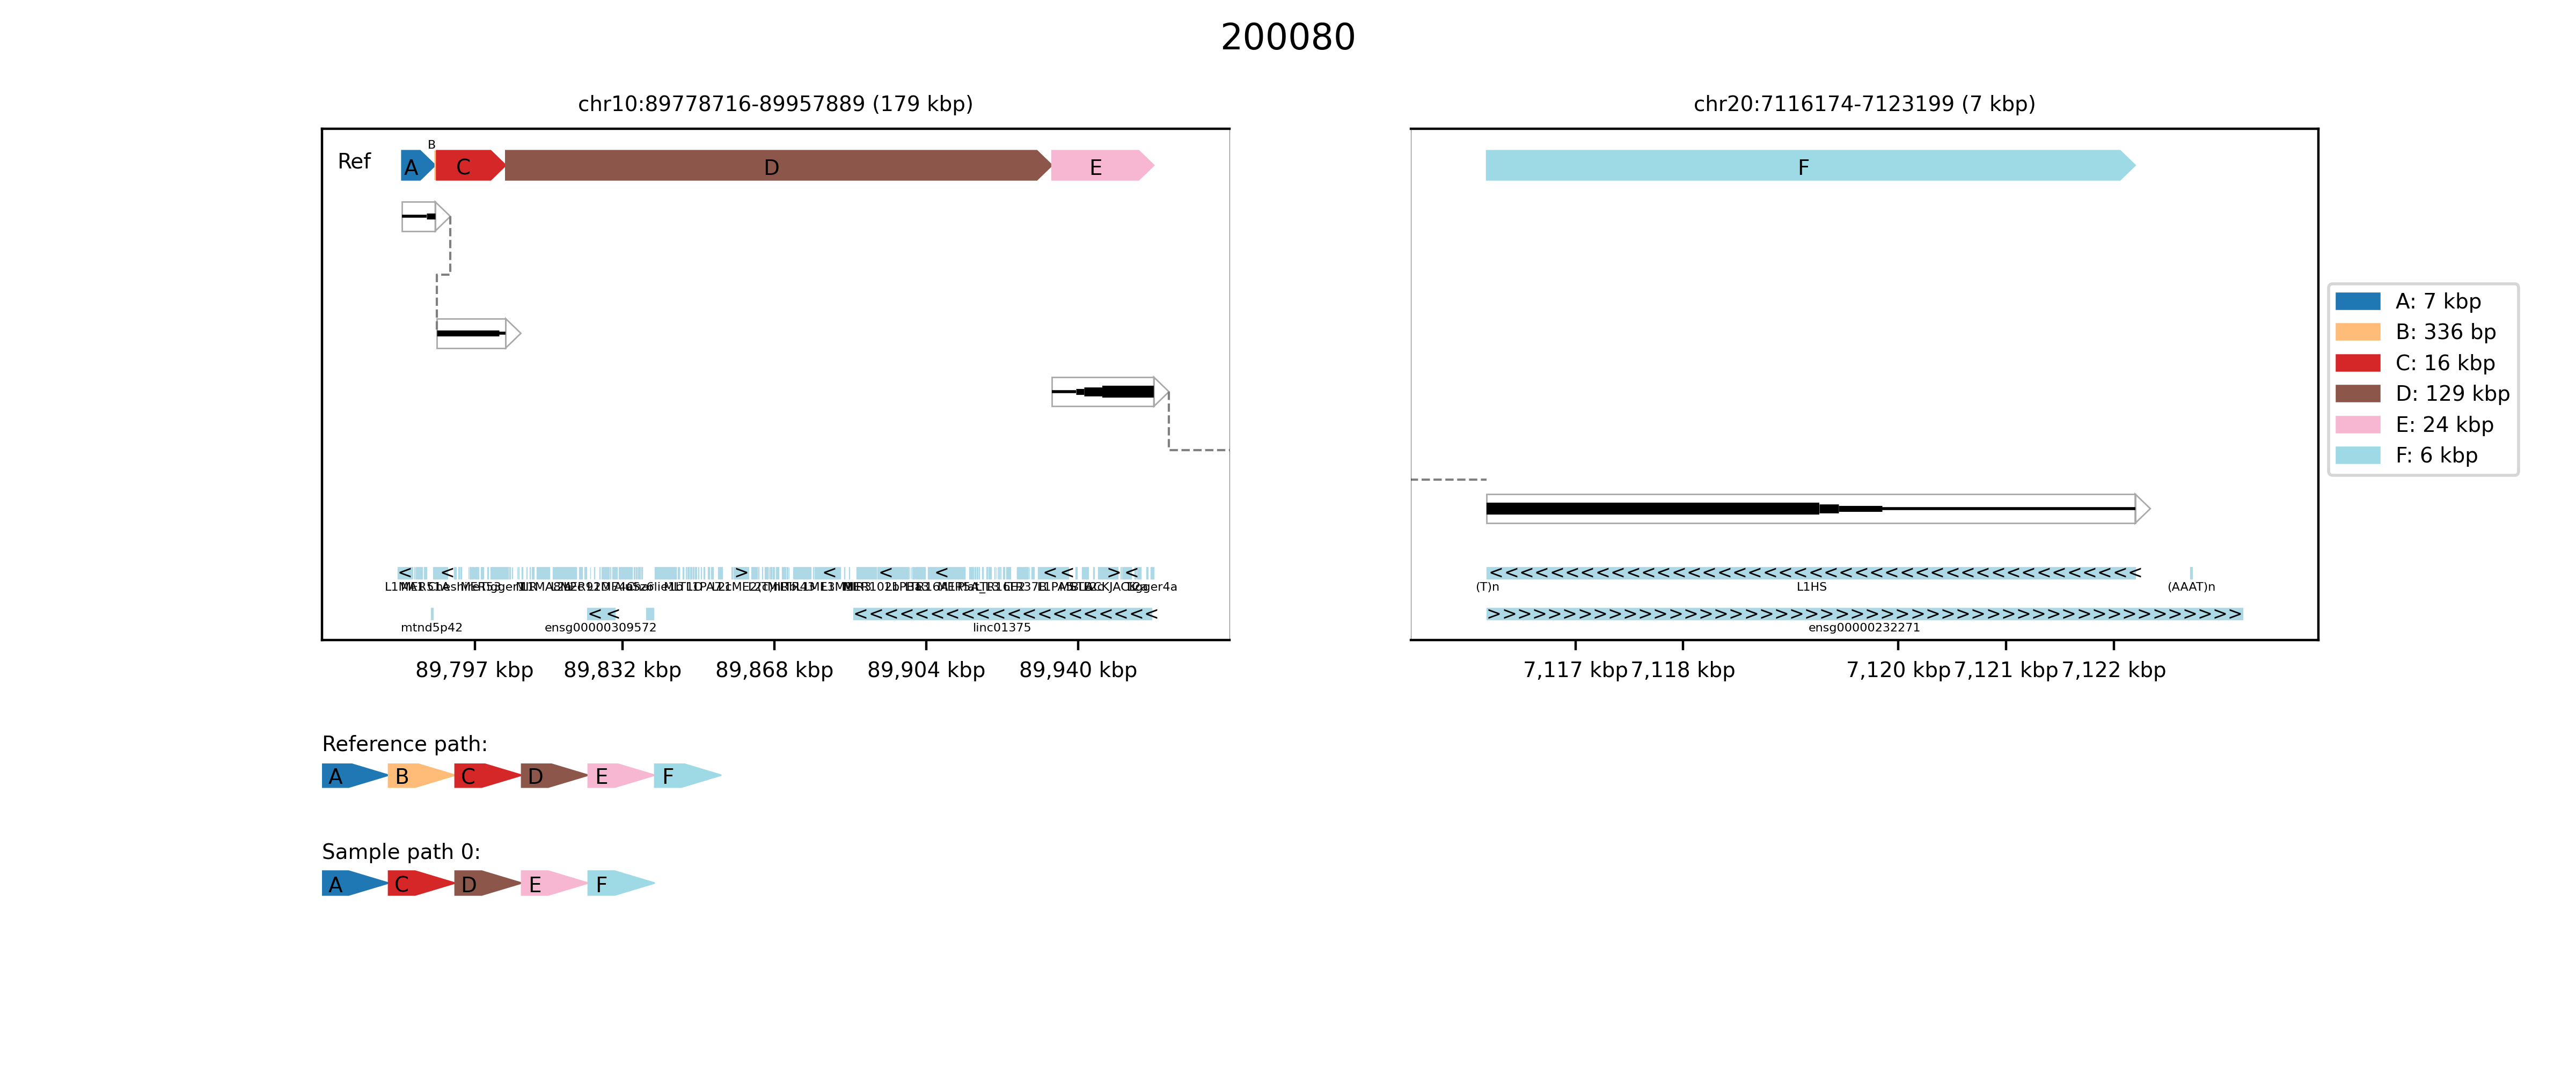 200080
chr10:89778716-89957889 (179 kbp)
chr20:7116174-7123199 (7 kbp)
Ref
A
B
C
D
E
F
A: 7 kbp
B: 336 bp
C: 16 kbp
D: 129 kbp
E: 24 kbp
F: 6 kbp
(T)n
L1HS
(AAAT)n
mtnd5p42
ensg00000309572
linc01375
ensg00000232271
89,797 kbp
89,832 kbp
89,868 kbp
89,904 kbp
89,940 kbp
7,117 kbp
7,118 kbp
7,120 kbp
7,121 kbp
7,122 kbp
Reference path:
A B C D E F
Sample path 0:
A C D E F